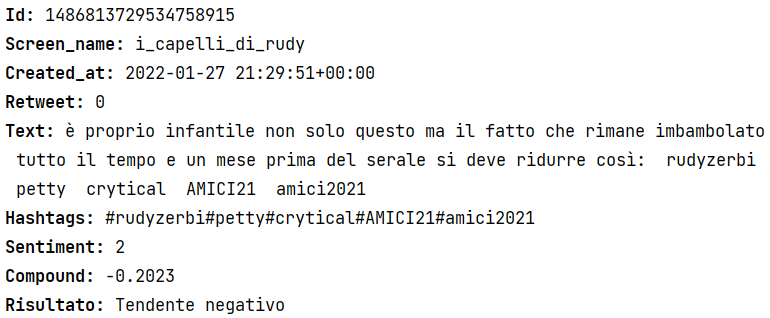 Id: 1486813729534758915
Screen_name: i_capelli_di_rudy
Created_at: 2022-01-27 21:29:51+00:00
Retweet: 0
Text: è proprio infantile non solo questo ma il fatto che rimane imbambolato
tutto il tempo e un mese prima del serale si deve ridurre così:  rudyzerbi
petty  crytical  AMICI21  amici2021
Hashtags: #rudyzerbi#petty#crytical#AMICI21#amici2021
Sentiment: 2
Compound: -0.2023
Risultato: Tendente negativo